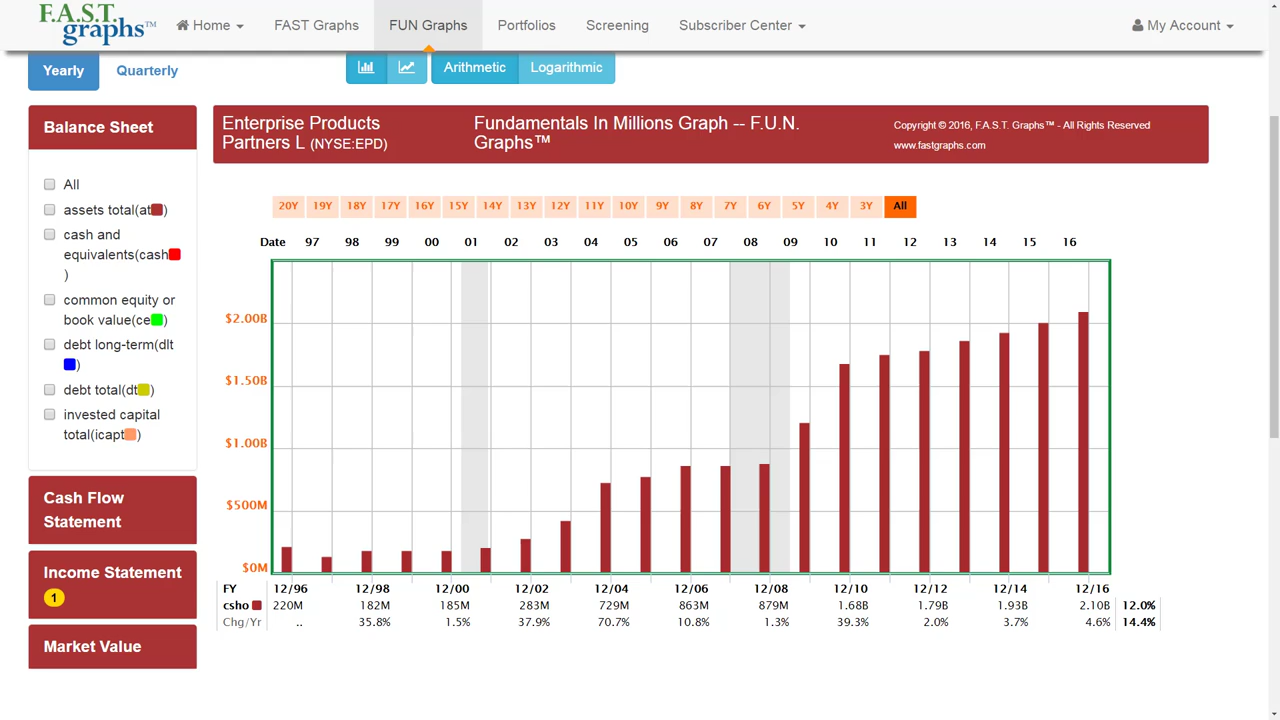 F.A.S.T. graphs™
Home
FAST Graphs
FUN Graphs
Portfolios
Screening
Subscriber Center
My Account
Yearly
Quarterly
Arithmetic
Logarithmic
Balance Sheet
All
assets total(at)
cash and
equivalents(cash
)
common equity or
book value(ce)
debt long-term(dlt
)
debt total(dt)
invested capital
total(icapt)
Cash Flow
Statement
Income Statement
1
Market Value
Enterprise Products
Partners L (NYSE:EPD)
Fundamentals In Millions Graph -- F.U.N.
Graphs™
Copyright © 2016, F.A.S.T. Graphs™ - All Rights Reserved
www.fastgraphs.com
20Y 19Y 18Y 17Y 16Y 15Y 14Y 13Y 12Y 11Y 10Y 9Y 8Y 7Y 6Y 5Y 4Y 3Y All
Date 97 98 99 00 01 02 03 04 05 06 07 08 09 10 11 12 13 14 15 16
$2.00B
$1.50B
$1.00B
$500M
$0M
FY 12/96 12/98 12/00 12/02 12/04 12/06 12/08 12/10 12/12 12/14 12/16
csho 220M 182M 185M 283M 729M 863M 879M 1.68B 1.79B 1.93B 2.10B 12.0%
Chg/Yr .. 35.8% 1.5% 37.9% 70.7% 10.8% 1.3% 39.3% 2.0% 3.7% 4.6% 14.4%